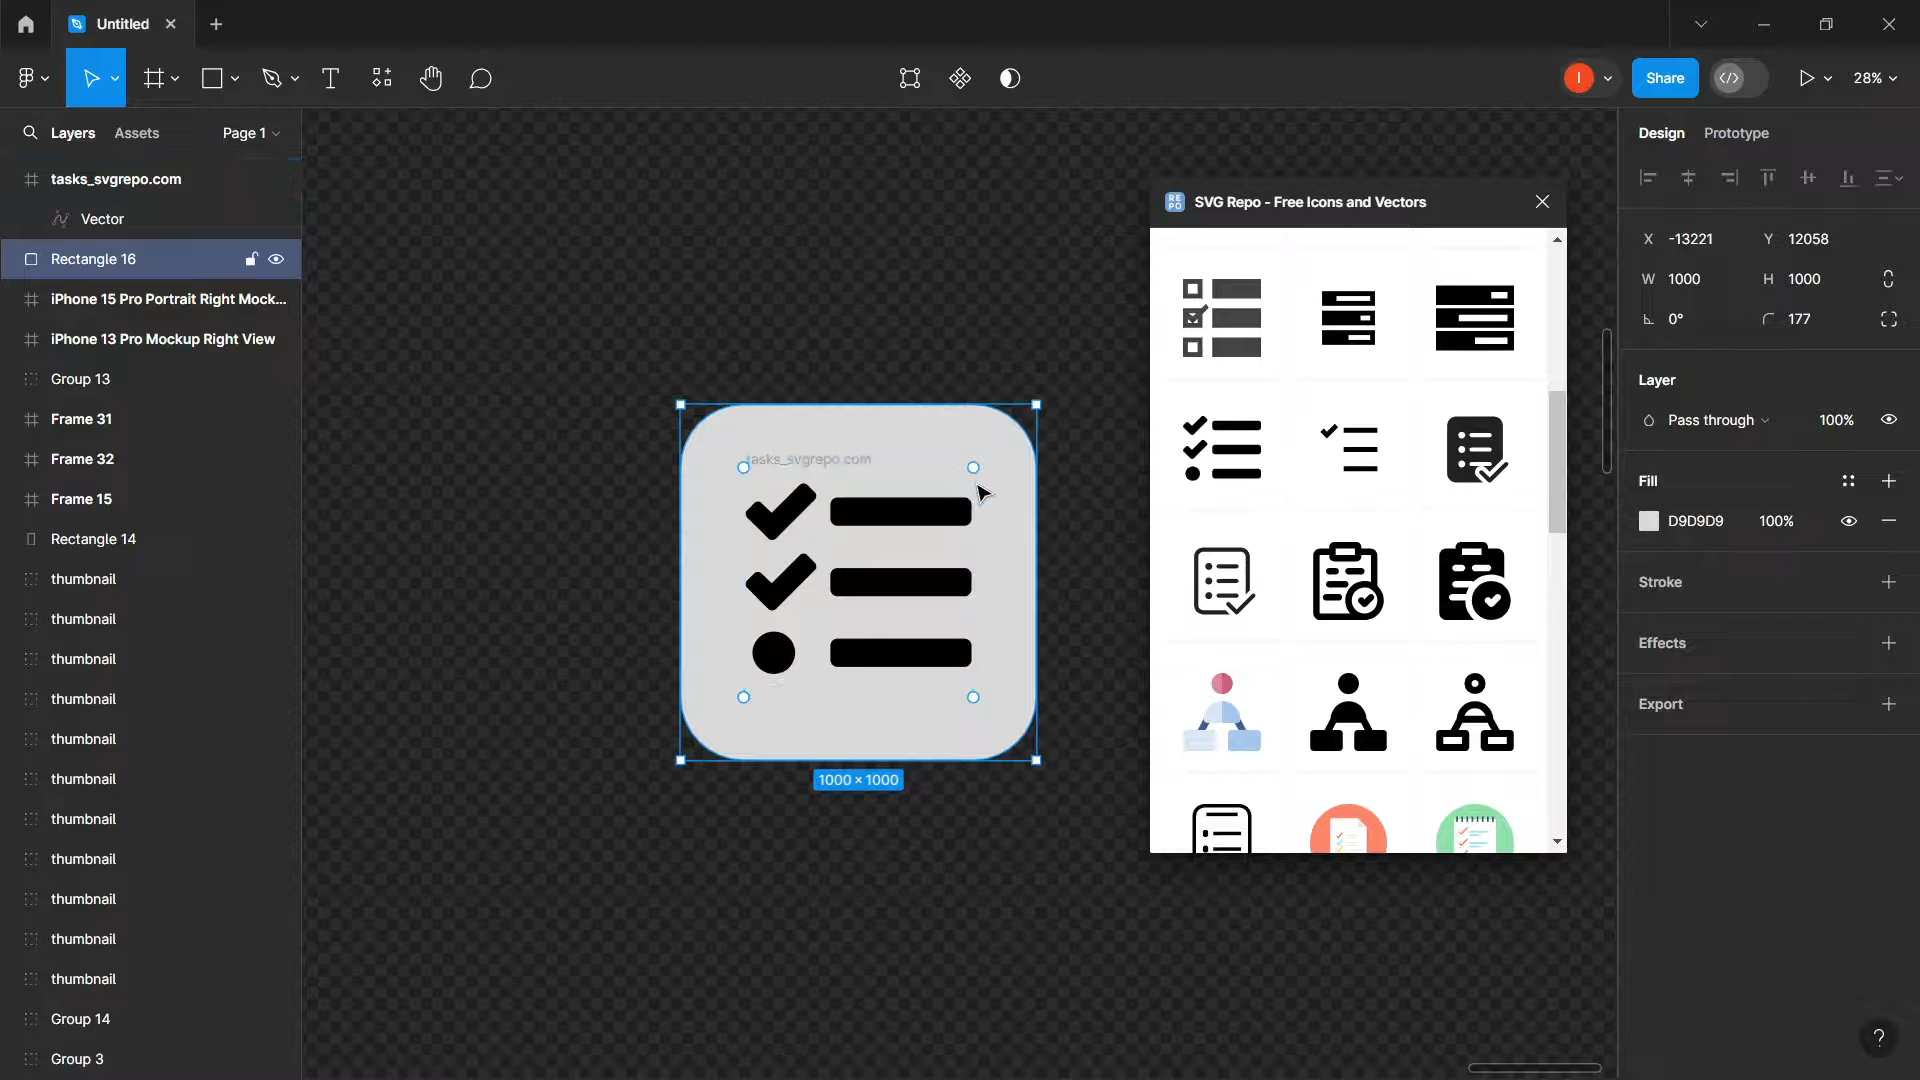 Untitled
Share
28%
Layers
Assets
Page 1
tasks_svgrepo.com
Vector
Rectangle 16
iPhone 15 Pro Portrait Right Mock...
iPhone 13 Pro Mockup Right View
Group 13
Frame 31
Frame 32
Frame 15
Rectangle 14
thumbnail
thumbnail
thumbnail
thumbnail
thumbnail
thumbnail
thumbnail
thumbnail
thumbnail
thumbnail
thumbnail
Group 14
Group 3
tasks_svgrepo.com
1000 × 1000
RE
PO
SVG Repo - Free Icons and Vectors
I
Design
Prototype
X -13221
Y 12058
W 1000
H 1000
0°
177
Layer
Pass through
100%
Fill
D9D9D9
100%
Stroke
Effects
Export
?